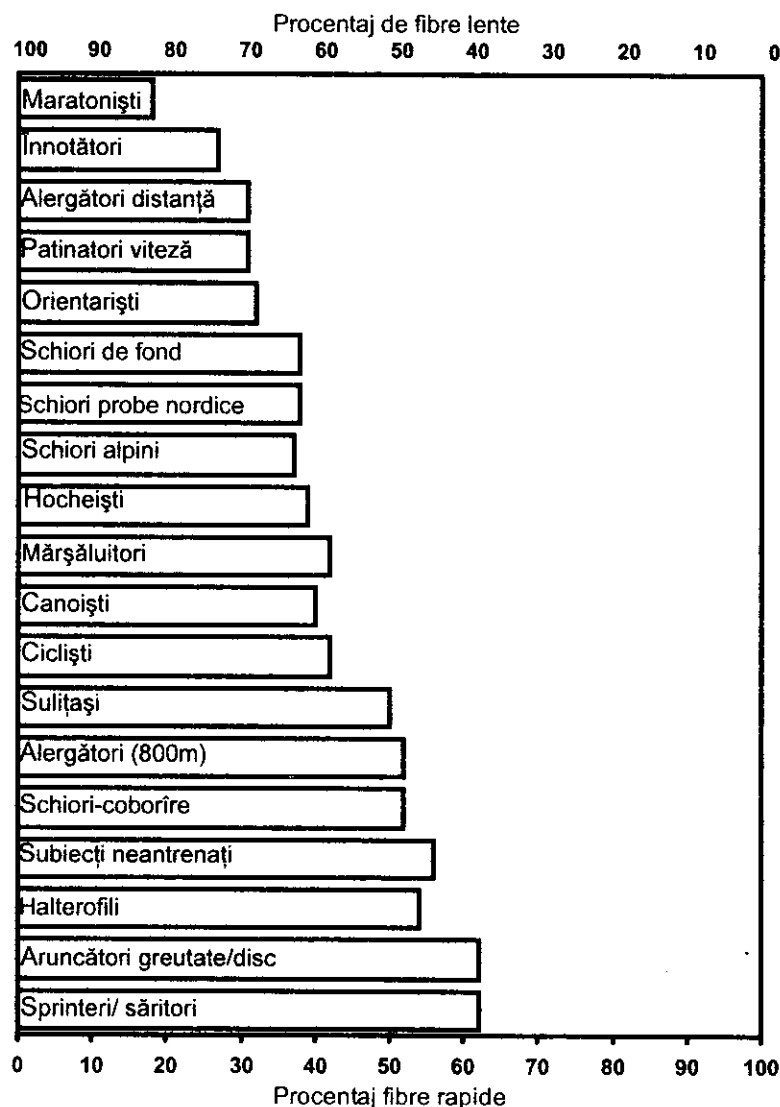 Procentaj de fibre lente
100 90 80 70 60 50 40 30 20 10 0
Maratonişti
Innotători
Alergători distanţă
Patinatori viteză
Orientarişti
Schiori de fond
Schiori probe nordice
Schiori alpini
Hocheişti
Mărşăluitori
Canoişti
Ciclişti
Suliţaşi
Alergători (800m)
Schiori-coborîre
Subiecţi neantrenaţi
Halterofili
Aruncători greutate/disc
Sprinteri/ săritori
0 10 20 30 40 50 60 70 80 90 100
Procentaj fibre rapide